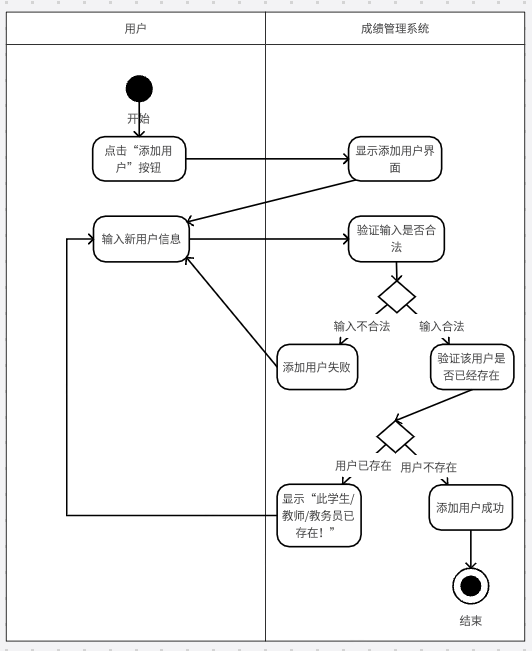 用户
成绩管理系统
开始
点击“添加用
户”按钮
显示添加用户界
面
输入新用户信息
验证输入是否合
法
输入不合法
输入合法
添加用户失败
验证该用户是
否已经存在
用户已存在
用户不存在
显示“此学生/
教师/教务员已
存在！”
添加用户成功
结束